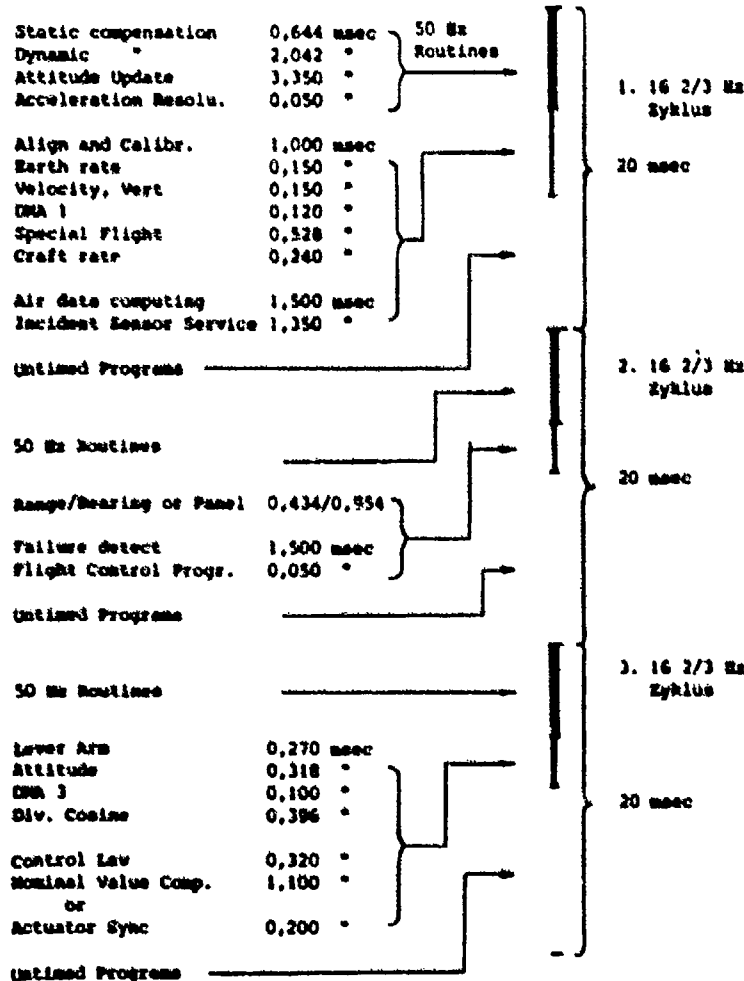 Static compensation 0,644 msec 50 Hz
Dynamic " 2,042 " Routines
Attitude Update 3,350 "
Acceleration Resolu. 0,050 "
1. 16 2/3 Hz
Zyklus
Align and Calibr. 1,000 msec
Earth rate 0,150 "
20 msec
Velocity, Vert 0,150 "
DMA 1 0,120 "
Special Flight 0,528 "
Craft rate 0,240 "
Air data computing 1,500 msec
Incident Sensor Service 1,350 "
Untimed Programs
2. 16 2/3 Hz
Zyklus
50 Hz Routines
20 msec
Range/Bearing or Panel 0,434/0,954
Failure detect 1,500 msec
Flight Control Progr. 0,050 "
Untimed Programs
3. 16 2/3 Hz
Zyklus
50 Hz Routines
Lever Arm 0,270 msec
Attitude 0,318 "
DMA 3 0,100 "
20 msec
Div. Cosine 0,396 "
Control Law 0,320 "
Nominal Value Comp. 1,100 "
or
Actuator Sync 0,200 "
Untimed Programs